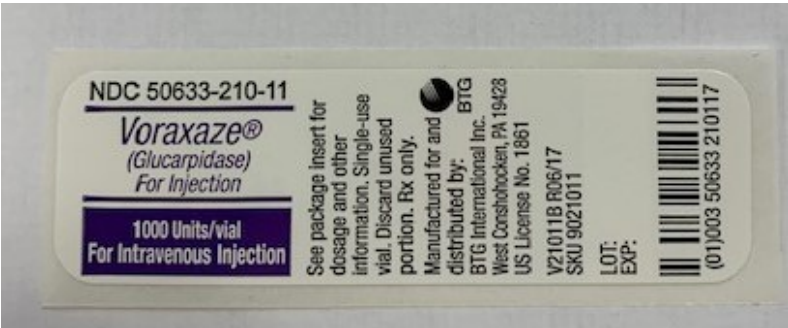 NDC 50633-210-11
Voraxaze®
(Glucarpidase)
For Injection
1000 Units/vial
For Intravenous Injection
See package insert for
dosage and other
information. Single-use
vial. Discard unused
portion. Rx only.
Manufactured for and
distributed by:
BTG
BTG International Inc.
West Conshohocken, PA 19428
US License No. 1861
V21011B R06/17
SKU 9021011
LOT:
EXP:
(01)003 50633 210117